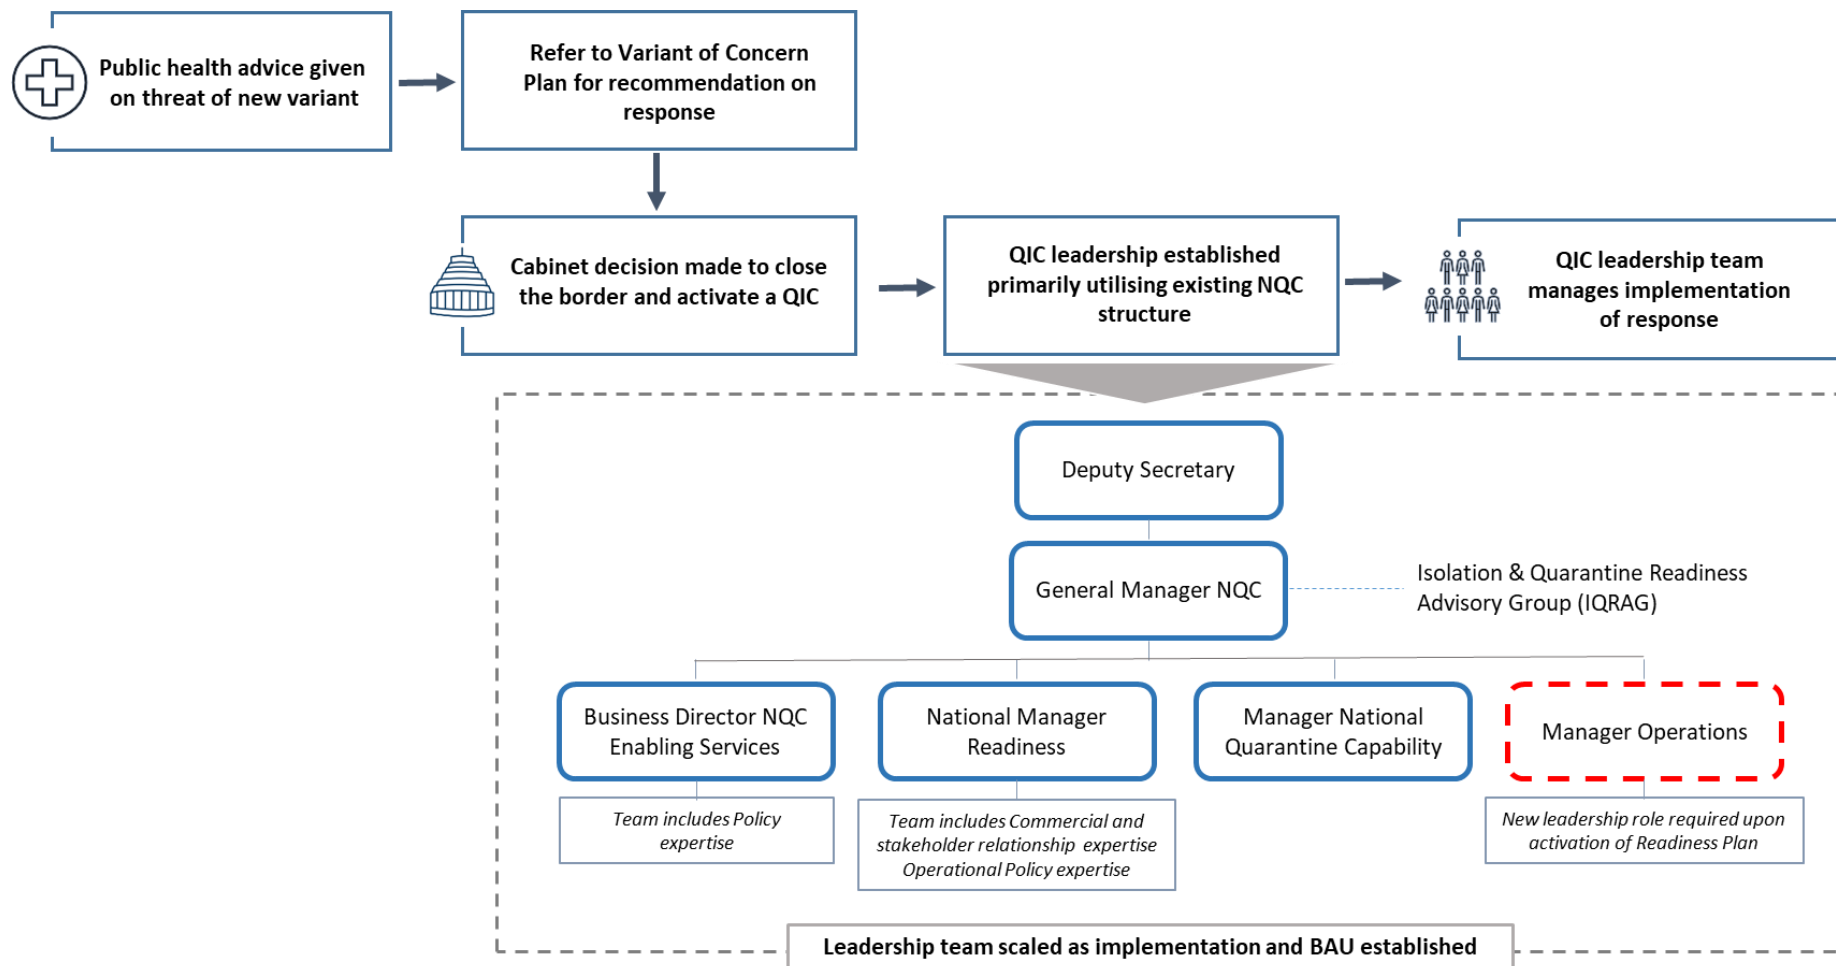 Public health advice given
on threat of new variant
Refer to Variant of Concern
Plan for recommendation on
response
Cabinet decision made to close
the border and activate a QIC
QIC leadership established
primarily utilising existing NQC
structure
QIC leadership team
manages implementation
of response
Deputy Secretary
General Manager NQC
Isolation & Quarantine Readiness
Advisory Group (IQRAG)
Business Director NQC
Enabling Services
National Manager
Readiness
Manager National
Quarantine Capability
Manager Operations
Team includes Policy
expertise
Team includes Commercial and
stakeholder relationship expertise
Operational Policy expertise
New leadership role required upon
activation of Readiness Plan
Leadership team scaled as implementation and BAU established